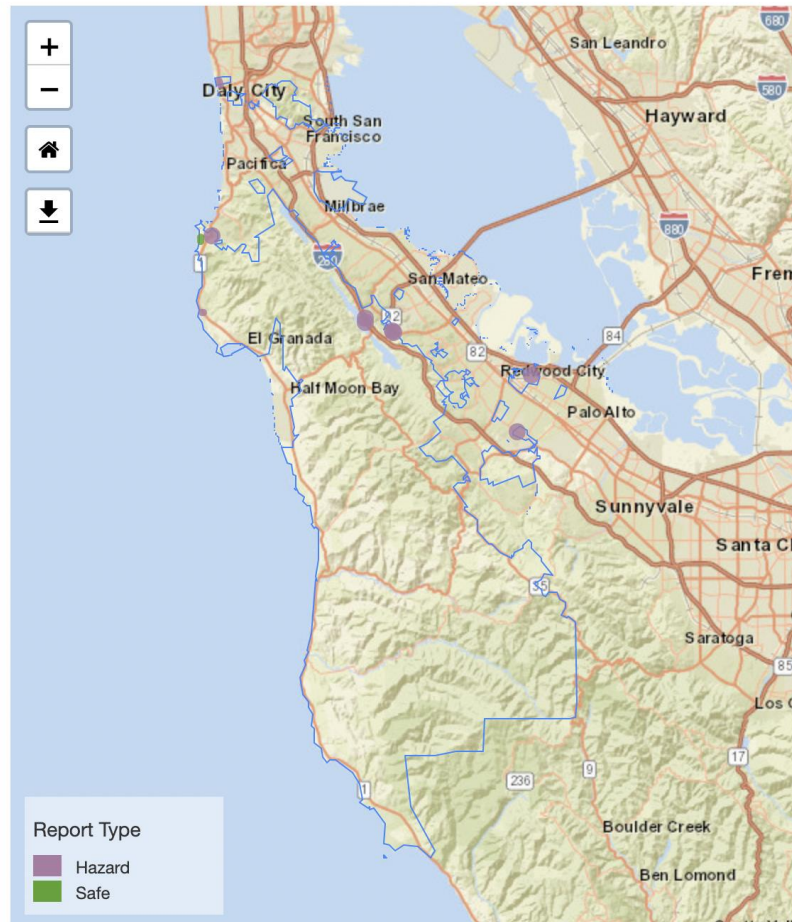 680
San Leandro
580
+
−
Daly City
South San
Francisco
Hayward
Pacifica
Millbrae
880
1
280
San Mateo
Frem
92
84
El Granada
82
Redwood City
Half Moon Bay
Palo Alto
Sunnyvale
Santa Cl
35
Saratoga
85
Los G
17
1
236
9
Report Type
Hazard
Safe
Boulder Creek
Ben Lomond